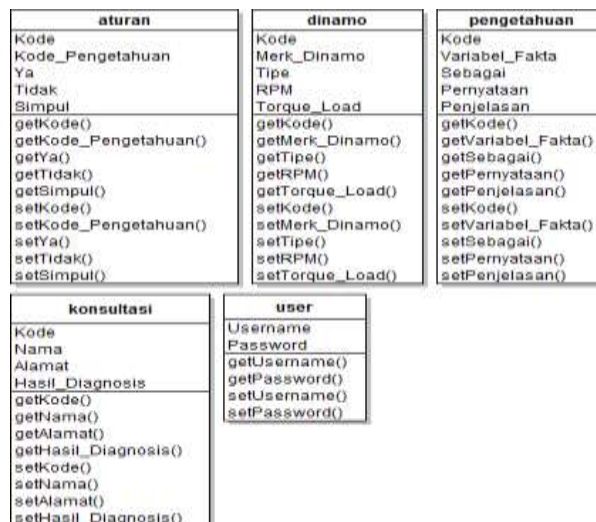 aturan
Kode
Kode_Pengetahuan
Ya
Tidak
Simpul
getKode()
getKode_Pengetahuan()
getYa()
getTidak()
getSimpul()
setKode()
setKode_Pengetahuan()
setYa()
setTidak()
setSimpul()
dinamo
Kode
Merk_Dinamo
Tipe
RPM
Torque_Load
getKode()
getMerk_Dinamo()
getTipe()
getRPM()
getTorque_Load()
setKode()
setMerk_Dinamo()
setTipe()
setRPM()
setTorque_Load()
pengetahuan
Kode
Variabel_Fakta
Sebagai
Pernyataan
Penjelasan
getKode()
getVariabel_Fakta()
getSebagai()
getPernyataan()
getPenjelasan()
setKode()
setVariabel_Fakta()
setSebagai()
setPernyataan()
setPenjelasan()
konsultasi
Kode
Nama
Alamat
Hasil_Diagnosis
getKode()
getNama()
getAlamat()
getHasil_Diagnosis()
setKode()
setNama()
setAlamat()
setHasil_Diagnosis()
user
Username
Password
getUsername()
getPassword()
setUsername()
setPassword()